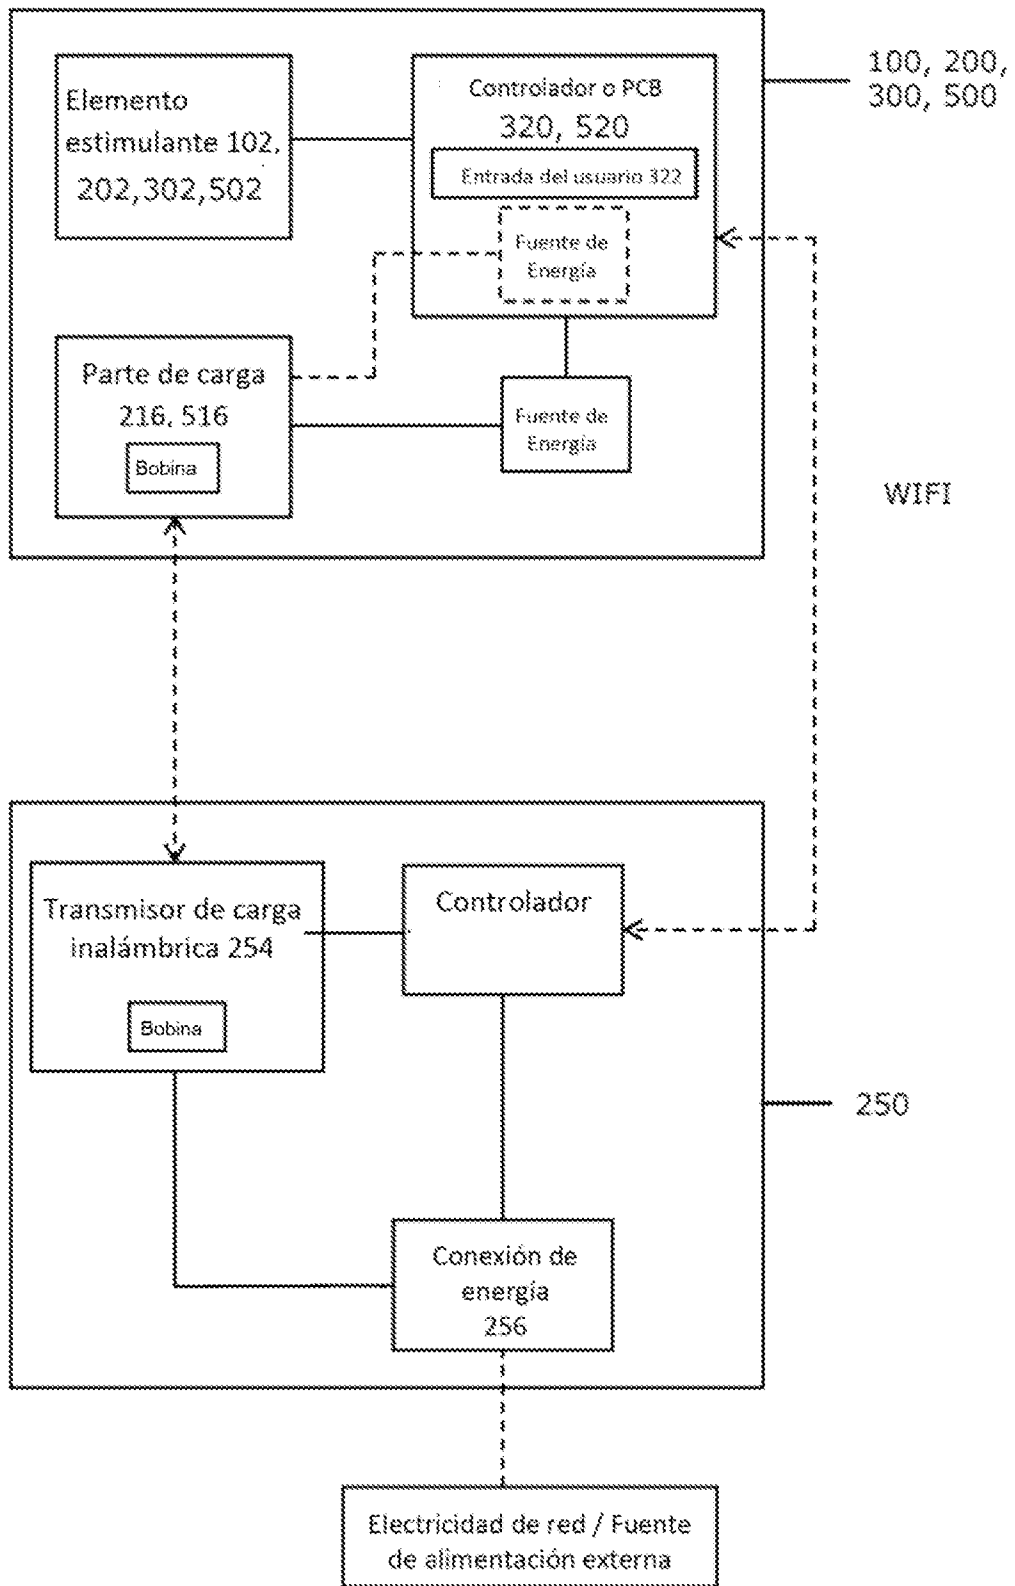 Elemento
estimulante 102,
202,302,502
Controlador o PCB
320, 520
Entrada del usuario 322
Fuente de
Energía
100, 200,
300, 500
Parte de carga
216, 516
Bobina
Fuente de
Energía
WIFI
Transmisor de carga
inalámbrica 254
Bobina
Controlador
250
Conexión de
energía
256
Electricidad de red / Fuente
de alimentación externa